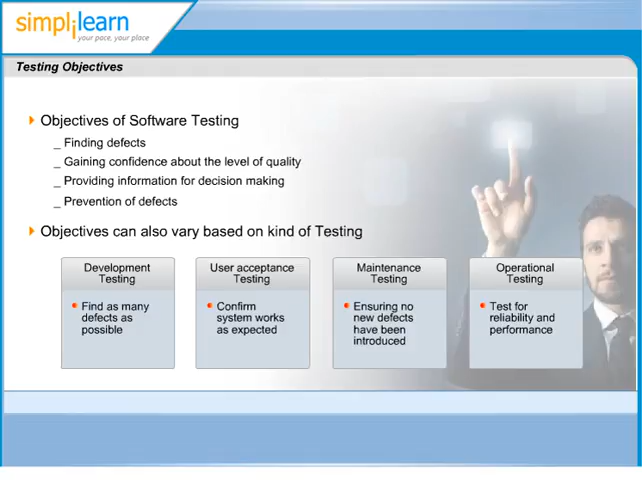 simplilearn
your pace, your place
Testing Objectives
Objectives of Software Testing
_ Finding defects
_ Gaining confidence about the level of quality
_ Providing information for decision making
_ Prevention of defects
Objectives can also vary based on kind of Testing
Development
Testing
Find as many
defects as
possible
User acceptance
Testing
Confirm
system works
as expected
Maintenance
Testing
Ensuring no
new defects
have been
introduced
Operational
Testing
Test for
reliability and
performance